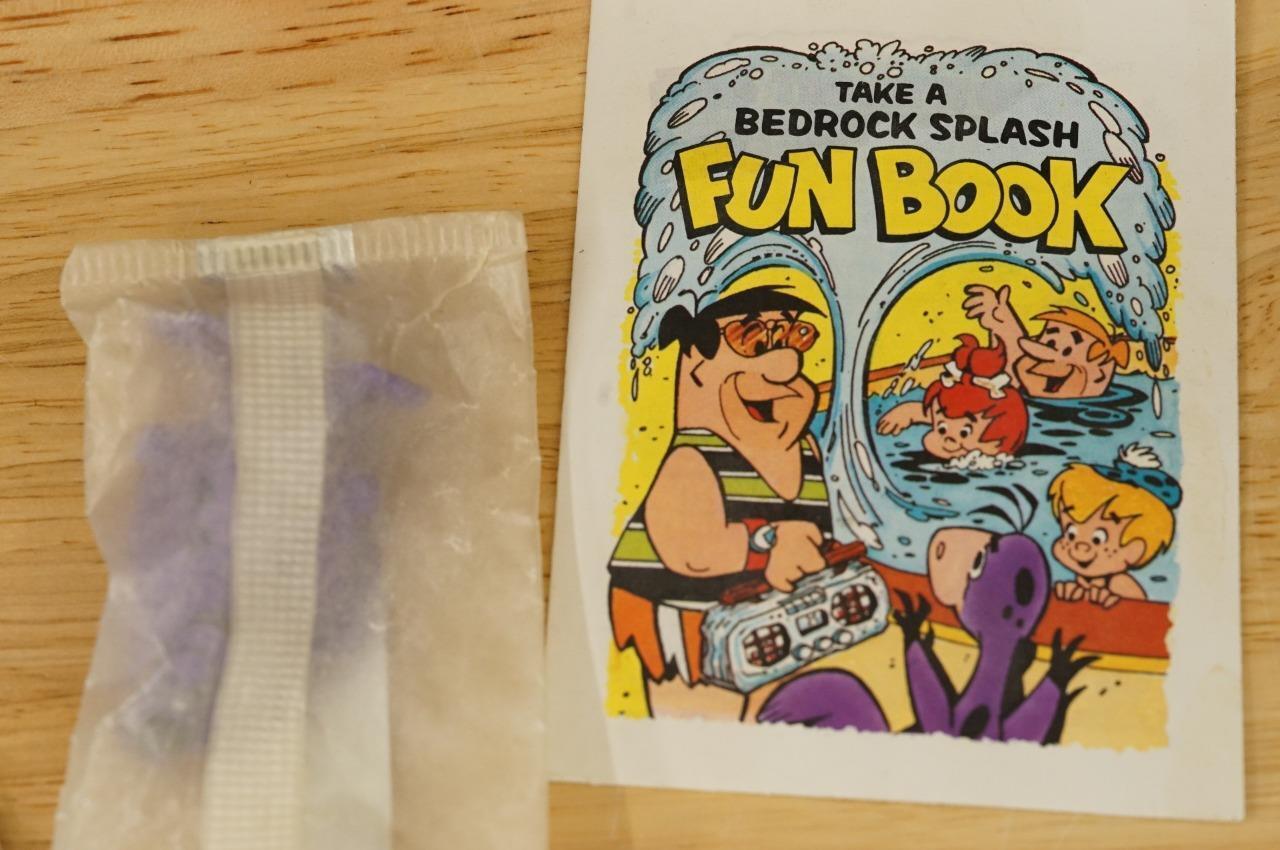 TAKE A
BEDROCK SPLASH
FUN BOOK